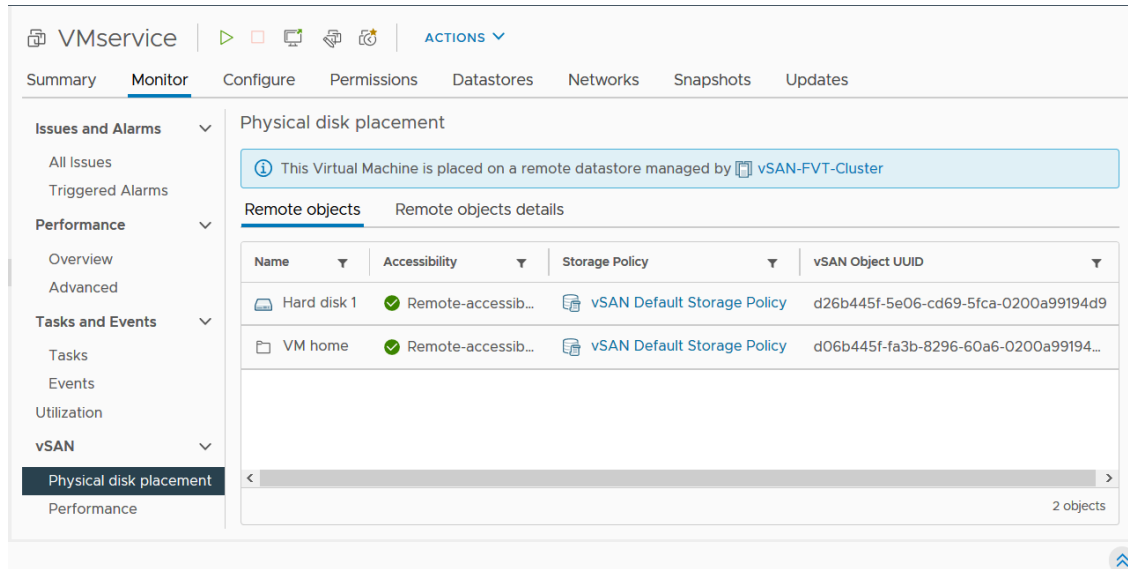 VMservice ACTIONS
Summary Monitor Configure Permissions Datastores Networks Snapshots Updates
Issues and Alarms
All Issues
Triggered Alarms
Performance
Overview
Advanced
Tasks and Events
Tasks
Events
Utilization
vSAN
Physical disk placement
Performance
Physical disk placement
This Virtual Machine is placed on a remote datastore managed by vSAN-FVT-Cluster
Remote objects Remote objects details
Name Accessibility Storage Policy vSAN Object UUID
Hard disk 1 Remote-accessib... vSAN Default Storage Policy d26b445f-5e06-cd69-5fca-0200a99194d9
VM home Remote-accessib... vSAN Default Storage Policy d06b445f-fa3b-8296-60a6-0200a99194...
2 objects